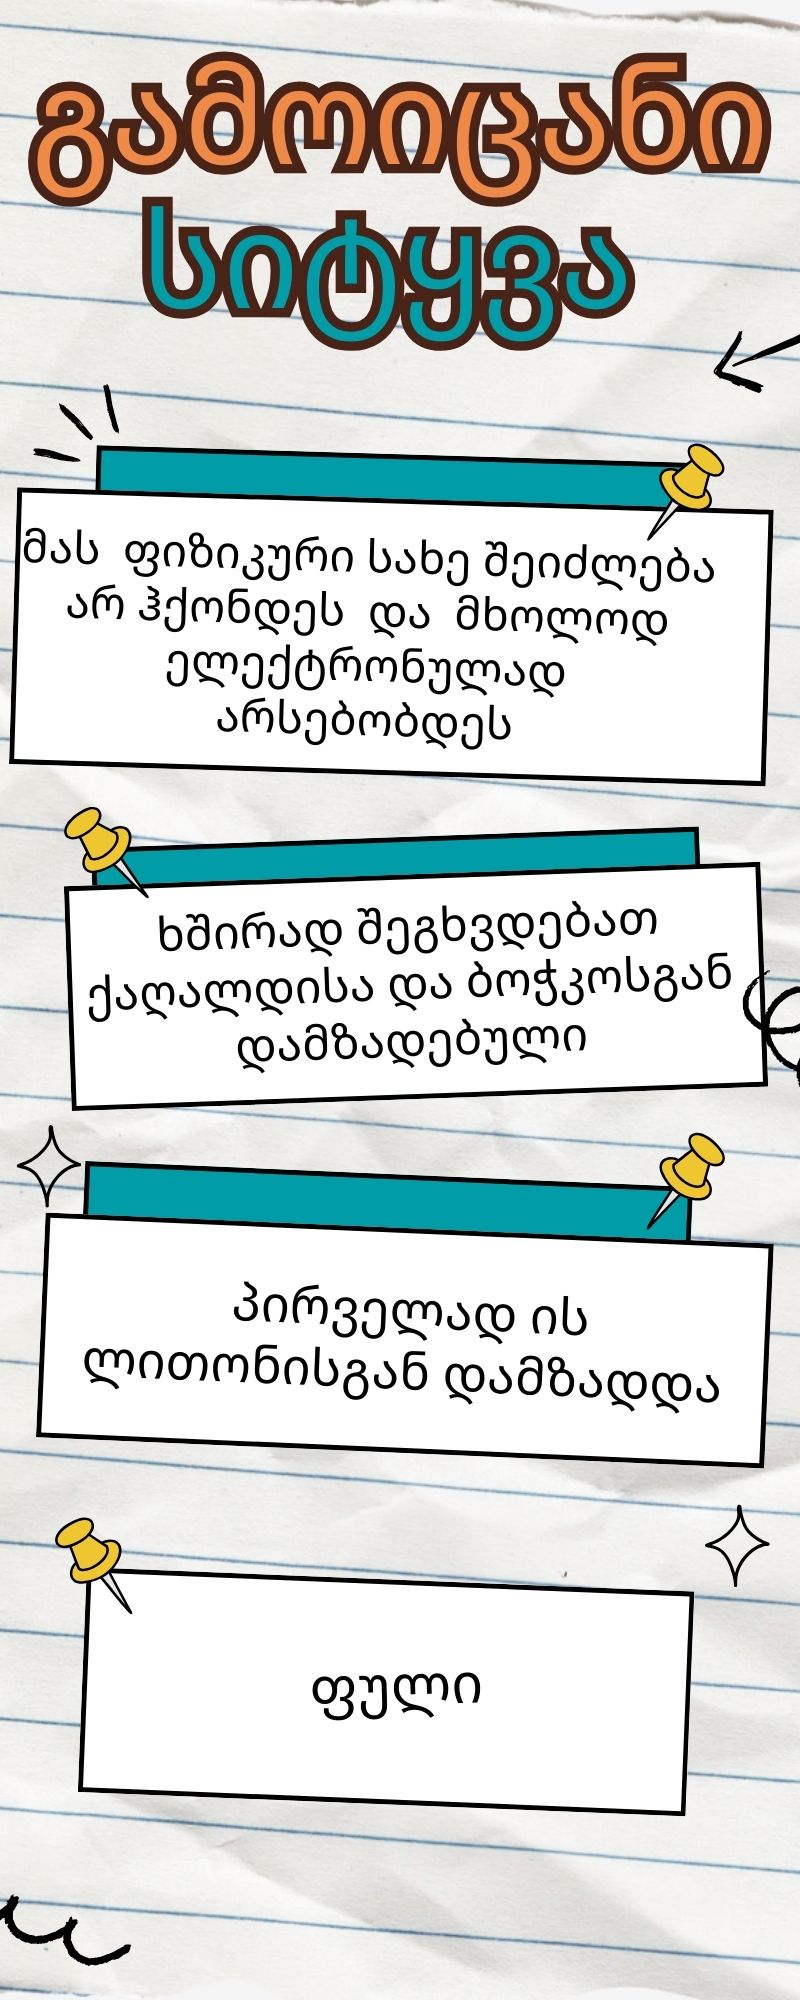 გამოიცანი
სიტყვა
მას ფიზიკური სახე შეიძლება
არ ჰქონდეს და მხოლოდ
ელექტრონულად
არსებობდეს
ხშირად შეგხვდებათ
ქაღალდისა და ბოჭკოსგან
დამზადებული
პირველად ის
ლითონისგან დამზადდა
ფული